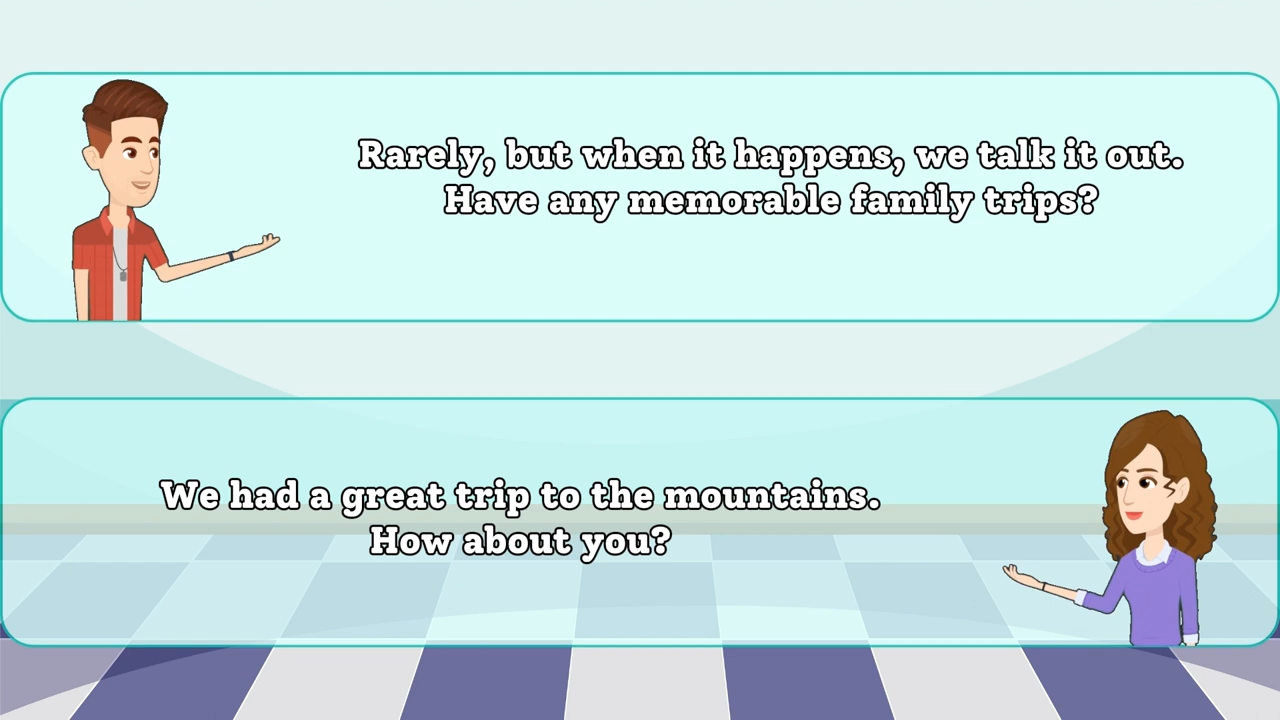 Rarely, but when it happens, we talk it out.
Have any memorable family trips?
We had a great trip to the mountains.
How about you?